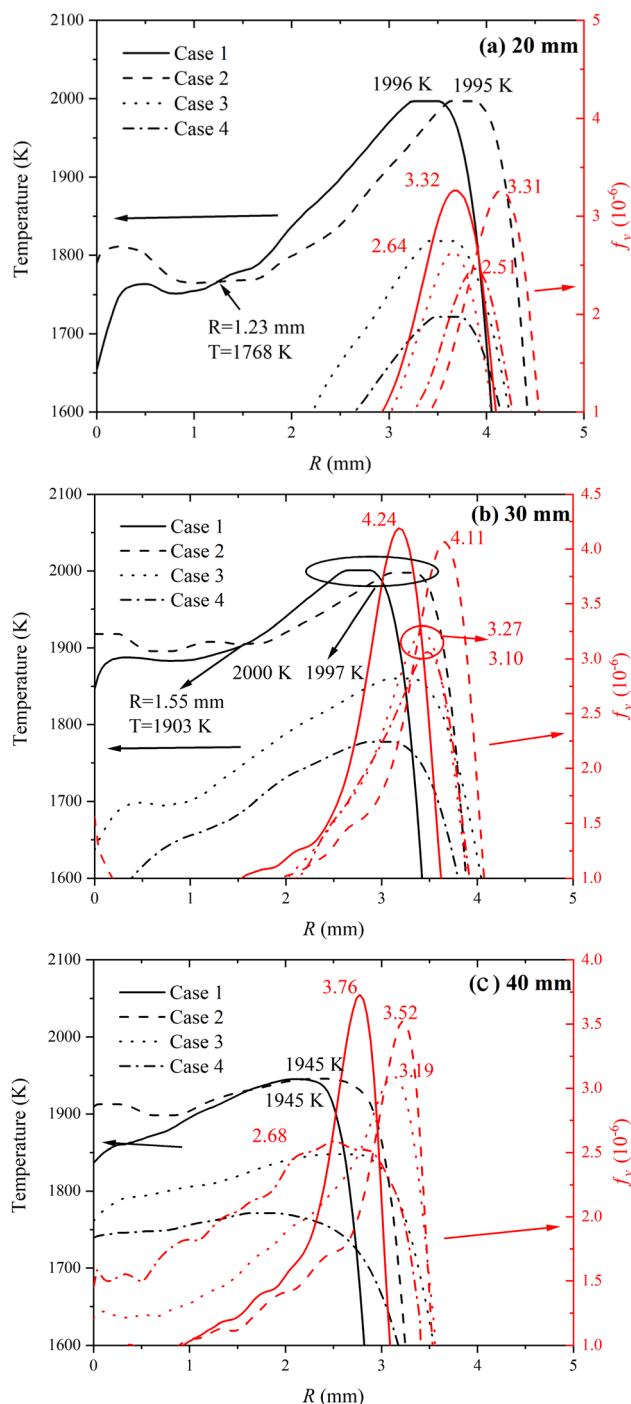 (a) 20 mm
Case 1
Case 2
Case 3
Case 4
1996 K
1995 K
3.32
3.31
2.64
2.51
R=1.23 mm
T=1768 K
2100
2000
1900
1800
1700
1600
Temperature (K)
5
4
3
2
1
f_v (10^-6)
0 1 2 3 4 5
R (mm)
(b) 30 mm
Case 1
Case 2
Case 3
Case 4
4.24
4.11
3.27
3.10
2000 K
1997 K
R=1.55 mm
T=1903 K
2100
2000
1900
1800
1700
1600
Temperature (K)
4.5
4.0
3.5
3.0
2.5
2.0
1.5
1.0
f_v (10^-6)
0 1 2 3 4 5
R (mm)
(c) 40 mm
Case 1
Case 2
Case 3
Case 4
3.76
3.52
3.19
1945 K
1945 K
2.68
2100
2000
1900
1800
1700
1600
Temperature (K)
4.0
3.5
3.0
2.5
2.0
1.5
1.0
f_v (10^-6)
0 1 2 3 4 5
R (mm)